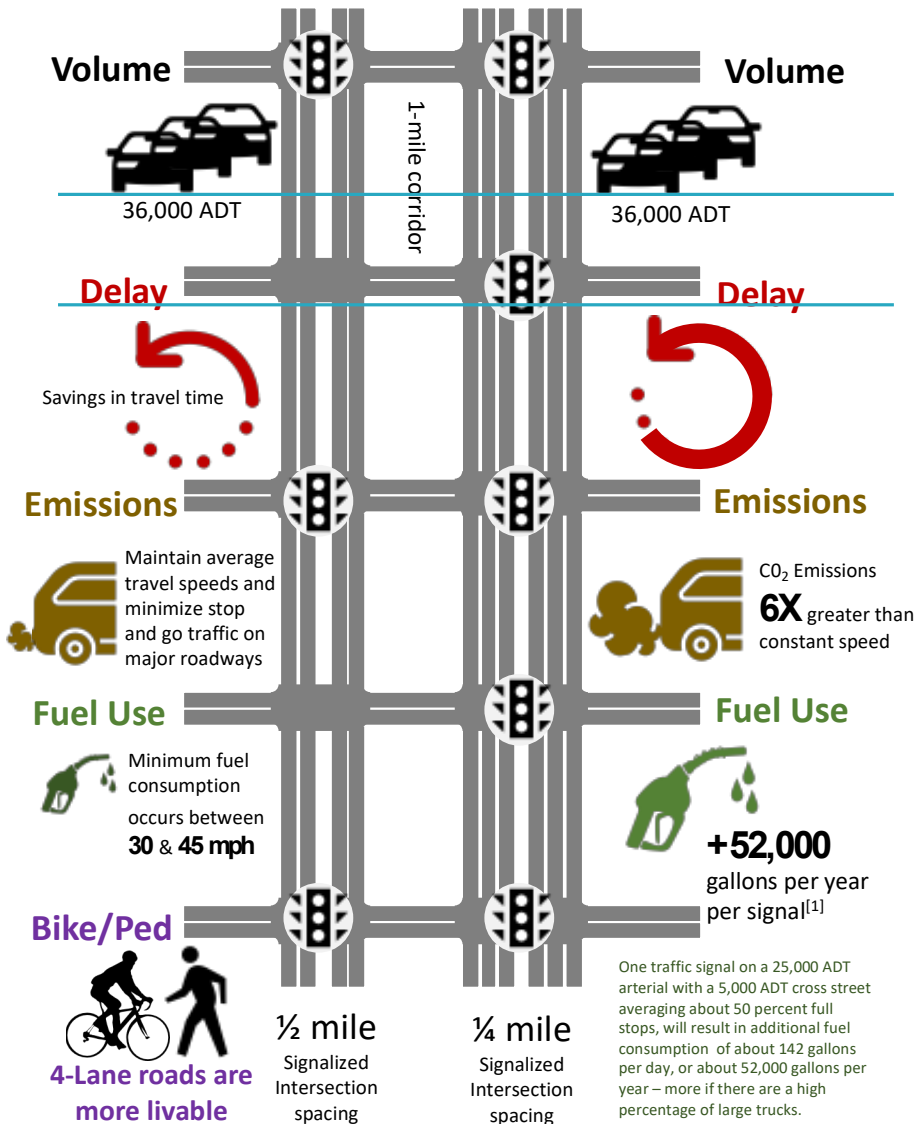 Volume
36,000 ADT
Delay
Savings in travel time
Emissions
Maintain average
travel speeds and
minimize stop
and go traffic on
major roadways
Fuel Use
Minimum fuel
consumption
occurs between
30 & 45 mph
Bike/Ped
4-Lane roads are
more livable
1-mile corridor
½ mile
Signalized
Intersection
spacing
¼ mile
Signalized
Intersection
spacing
Volume
36,000 ADT
Delay
Emissions
C0₂ Emissions
6X greater than
constant speed
Fuel Use
+52,000
gallons per year
per signal[1]
One traffic signal on a 25,000 ADT
arterial with a 5,000 ADT cross street
averaging about 50 percent full
stops, will result in additional fuel
consumption of about 142 gallons
per day, or about 52,000 gallons per
year – more if there are a high
percentage of large trucks.